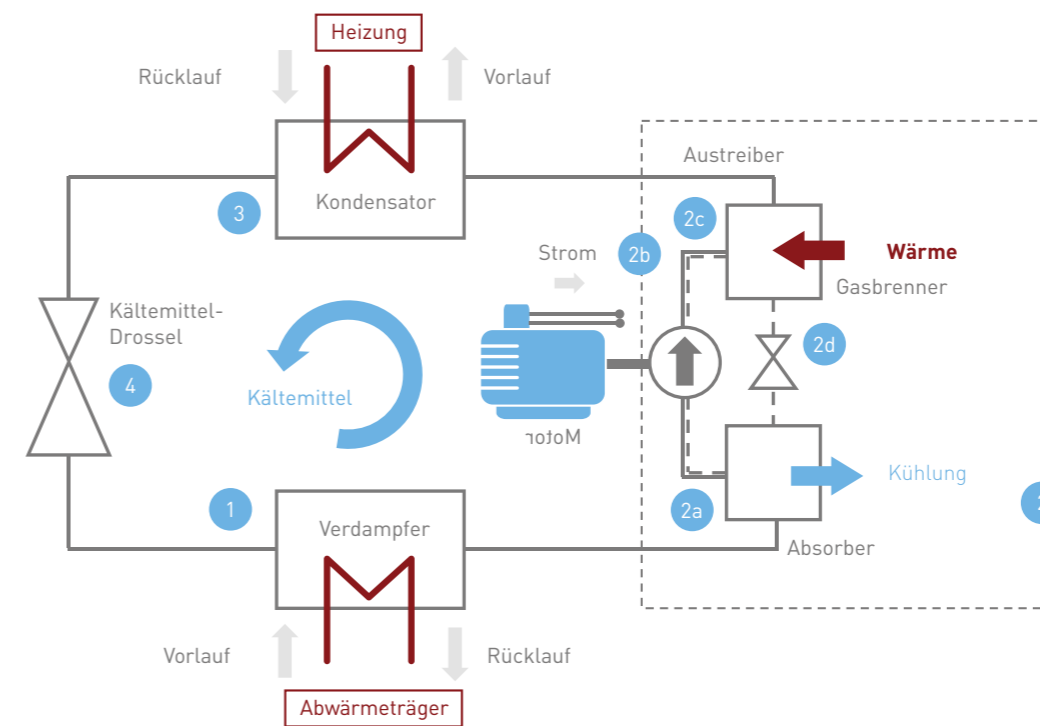 Heizung
Rücklauf
Vorlauf
Austreiber
Kondensator
3
2c
Strom
2b
Wärme
Gasbrenner
Kältemittel-
Drossel
2d
4
Kältemittel
Motor
Kühlung
1
2a
2
Verdampfer
Absorber
Vorlauf
Rücklauf
Abwärmeträger